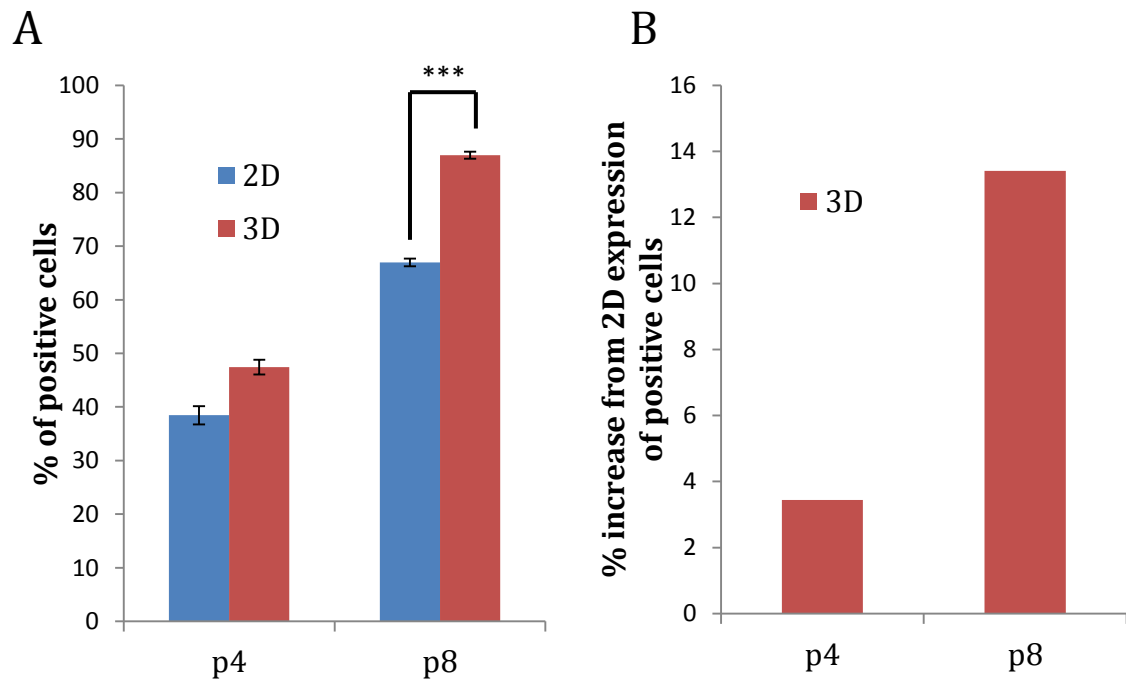 A
% of positive cells
100
90
80
70
60
50
40
30
20
10
0
2D
3D
***
p4
p8
B
% increase from 2D expression
of positive cells
16
14
12
10
8
6
4
2
0
3D
p4
p8